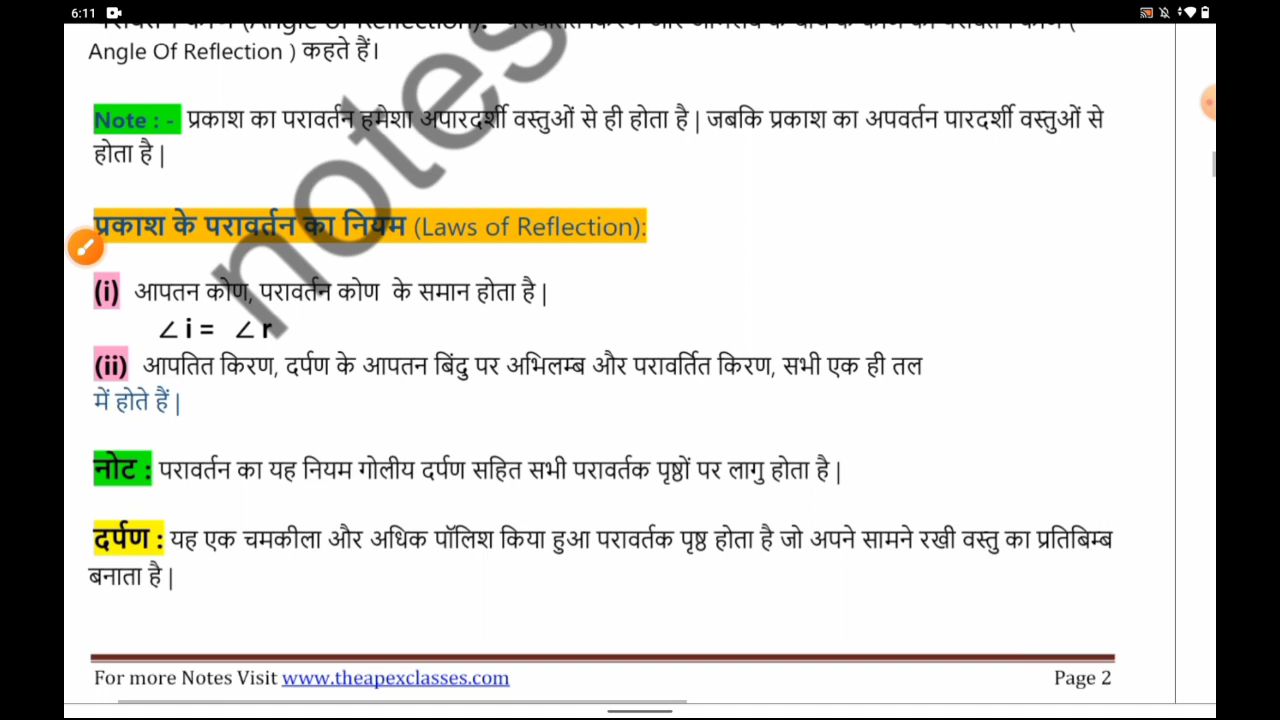 6:11
Angle Of Reflection ) कहते हैं।
Note : - प्रकाश का परावर्तन हमेशा अपारदर्शी वस्तुओं से ही होता है | जबकि प्रकाश का अपवर्तन पारदर्शी वस्तुओं से
होता है |
notes
प्रकाश के परावर्तन का नियम (Laws of Reflection):
(i) आपतन कोण, परावर्तन कोण के समान होता है |
∠ i = ∠ r
(ii) आपतित किरण, दर्पण के आपतन बिंदु पर अभिलम्ब और परावर्तित किरण, सभी एक ही तल
में होते हैं |
नोट : परावर्तन का यह नियम गोलीय दर्पण सहित सभी परावर्तक पृष्ठों पर लागु होता है |
दर्पण : यह एक चमकीला और अधिक पॉलिश किया हुआ परावर्तक पृष्ठ होता है जो अपने सामने रखी वस्तु का प्रतिबिम्ब
बनाता है |
For more Notes Visit www.theapexclasses.com Page 2